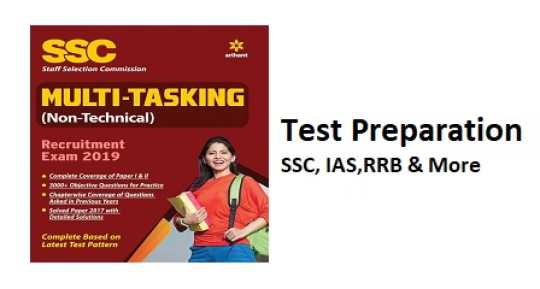 SSC
Staff Selection Commission
arihant
MULTI-TASKING
(Non-Technical)
Recruitment
Exam 2019
Complete Coverage of Paper I & II
3000+ Objective Questions for Practice
Chapterwise Coverage of Questions
Asked in Previous Years
Solved Paper 2017 with
Detailed Solutions
Complete Based on
Latest Test Pattern
Test Preparation
SSC, IAS,RRB & More